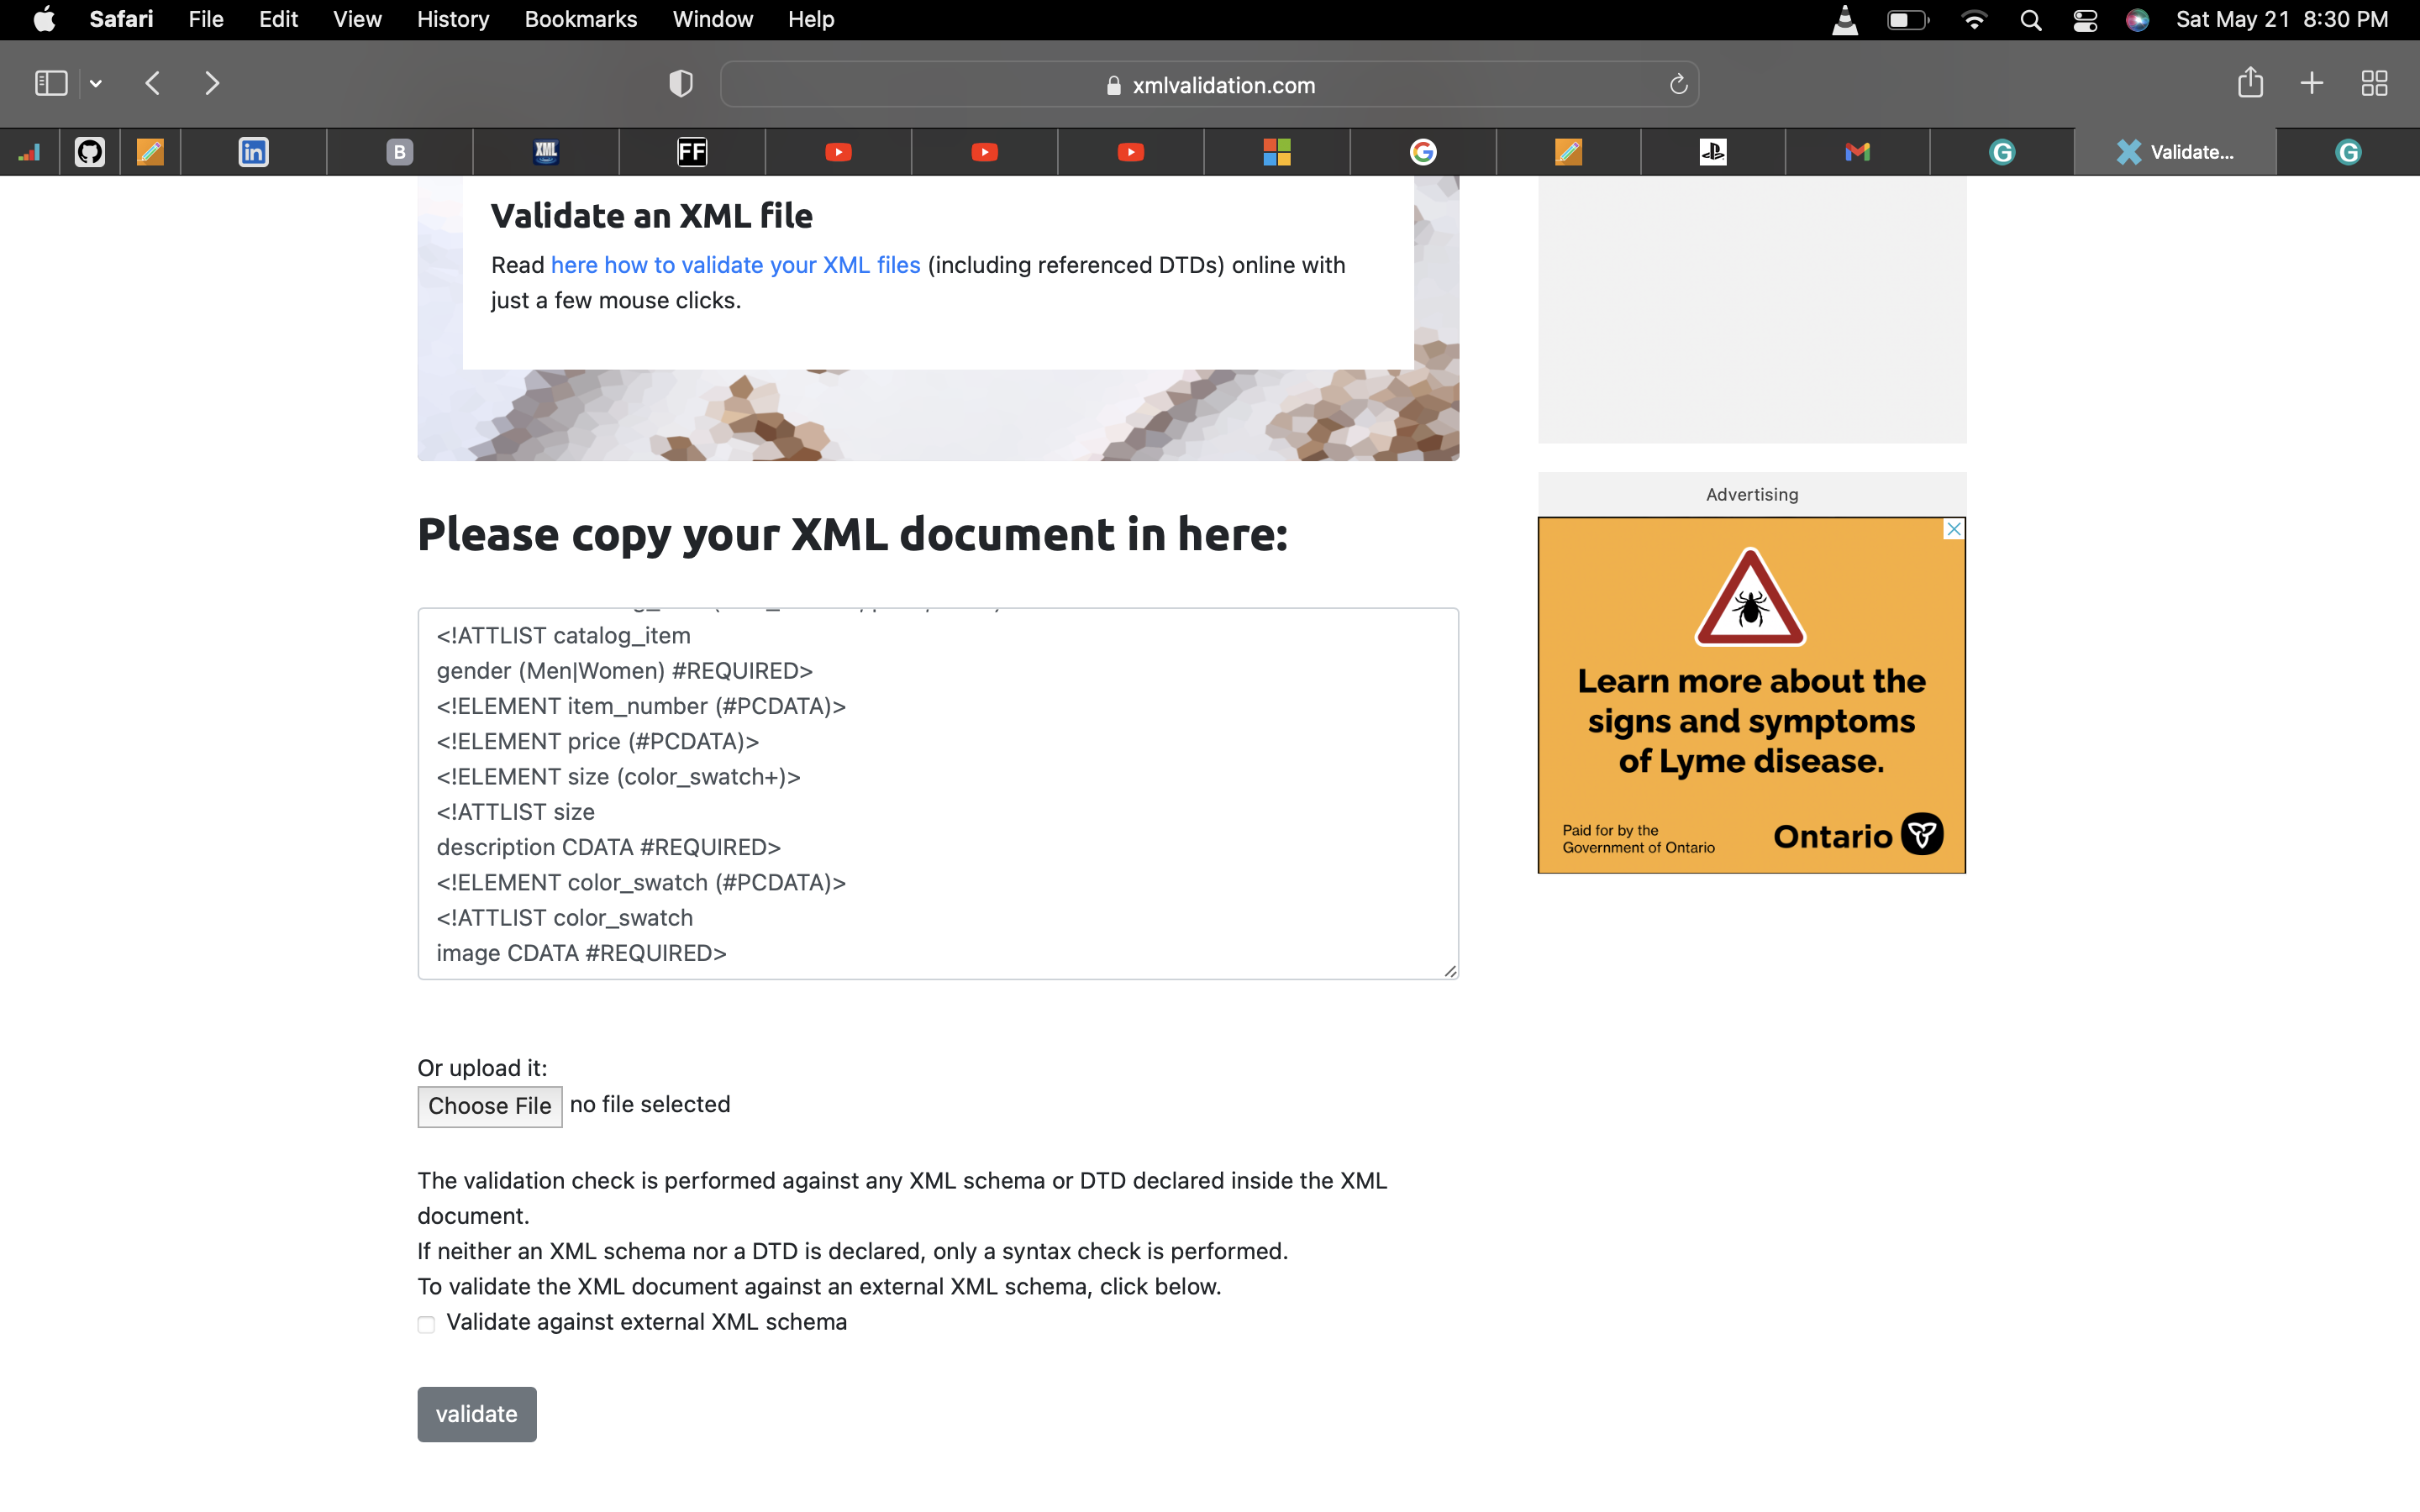 Safari File Edit View History Bookmarks Window Help Sat May 21 8:30 PM
xmlvalidation.com
in B XML FF G G Validate... G
Validate an XML file
Read here how to validate your XML files (including referenced DTDs) online with
just a few mouse clicks.
Please copy your XML document in here:
<!ATTLIST catalog_item
gender (Men|Women) #REQUIRED>
<!ELEMENT item_number (#PCDATA)>
<!ELEMENT price (#PCDATA)>
<!ELEMENT size (color_swatch+)>
<!ATTLIST size
description CDATA #REQUIRED>
<!ELEMENT color_swatch (#PCDATA)>
<!ATTLIST color_swatch
image CDATA #REQUIRED>
Or upload it:
Choose File no file selected
The validation check is performed against any XML schema or DTD declared inside the XML
document.
If neither an XML schema nor a DTD is declared, only a syntax check is performed.
To validate the XML document against an external XML schema, click below.
Validate against external XML schema
validate
Advertising
Learn more about the
signs and symptoms
of Lyme disease.
Paid for by the
Government of Ontario
Ontario